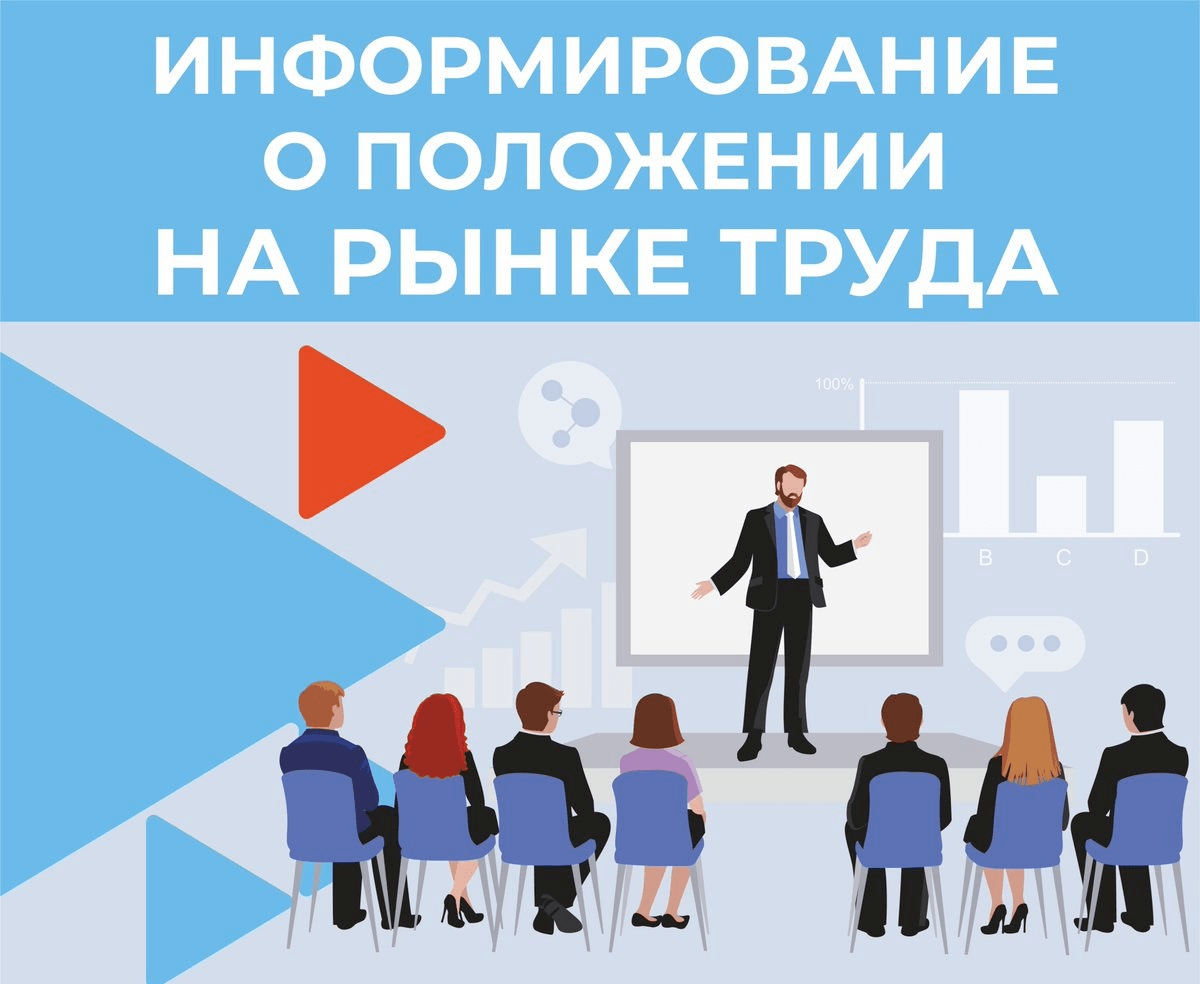 ИНФОРМИРОВАНИЕ
О ПОЛОЖЕНИИ
НА РЫНКЕ ТРУДА
100%
B C D